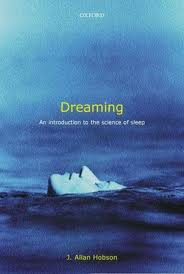 OXFORD
Dreaming
An introduction to the science of sleep
J. Allan Hobson